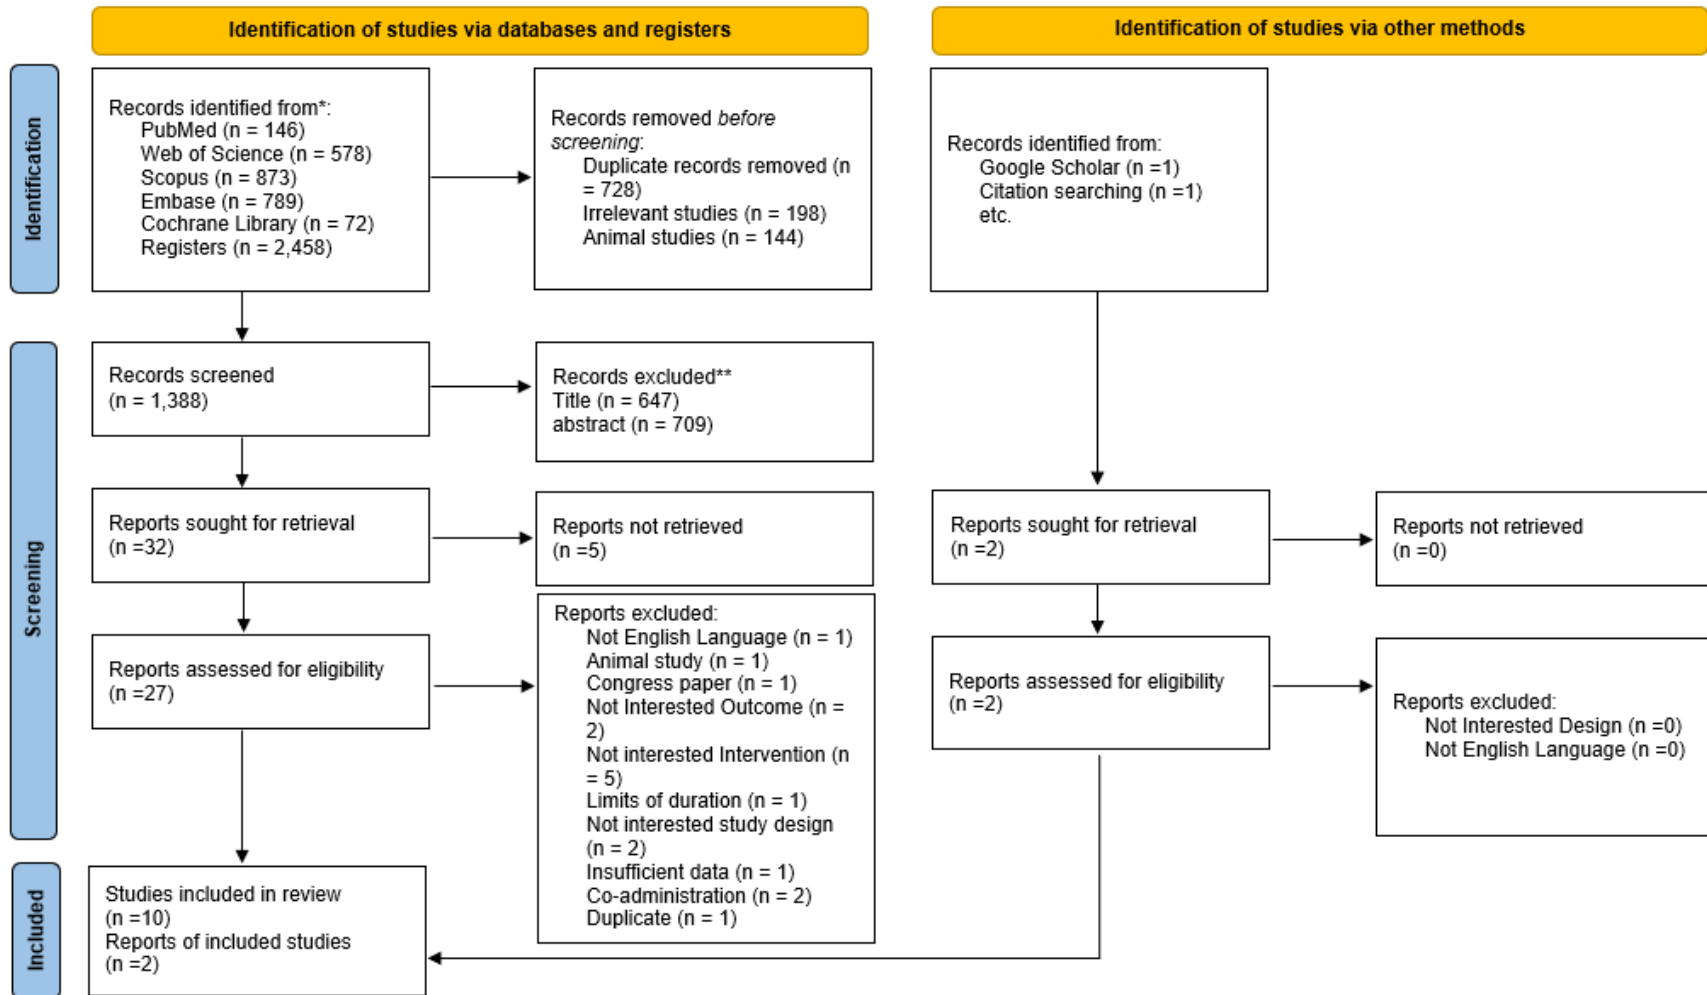 Identification of studies via databases and registers
Identification of studies via other methods
Identification
Records identified from*:
PubMed (n = 146)
Web of Science (n = 578)
Scopus (n = 873)
Embase (n = 789)
Cochrane Library (n = 72)
Registers (n = 2,458)
Records removed before
screening:
Duplicate records removed (n
= 728)
Irrelevant studies (n = 198)
Animal studies (n = 144)
Records identified from:
Google Scholar (n =1)
Citation searching (n =1)
etc.
Screening
Records screened
(n = 1,388)
Records excluded**
Title (n = 647)
abstract (n = 709)
Reports sought for retrieval
(n =32)
Reports not retrieved
(n =5)
Reports sought for retrieval
(n =2)
Reports not retrieved
(n =0)
Reports assessed for eligibility
(n =27)
Reports excluded:
Not English Language (n = 1)
Animal study (n = 1)
Congress paper (n = 1)
Not Interested Outcome (n =
2)
Not interested Intervention (n
= 5)
Limits of duration (n = 1)
Not interested study design
(n = 2)
Insufficient data (n = 1)
Co-administration (n = 2)
Duplicate (n = 1)
Reports assessed for eligibility
(n =2)
Reports excluded:
Not Interested Design (n =0)
Not English Language (n =0)
Included
Studies included in review
(n =10)
Reports of included studies
(n =2)